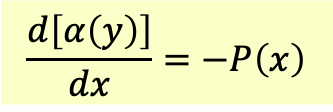 d[α(y)]/dx = −P(x)